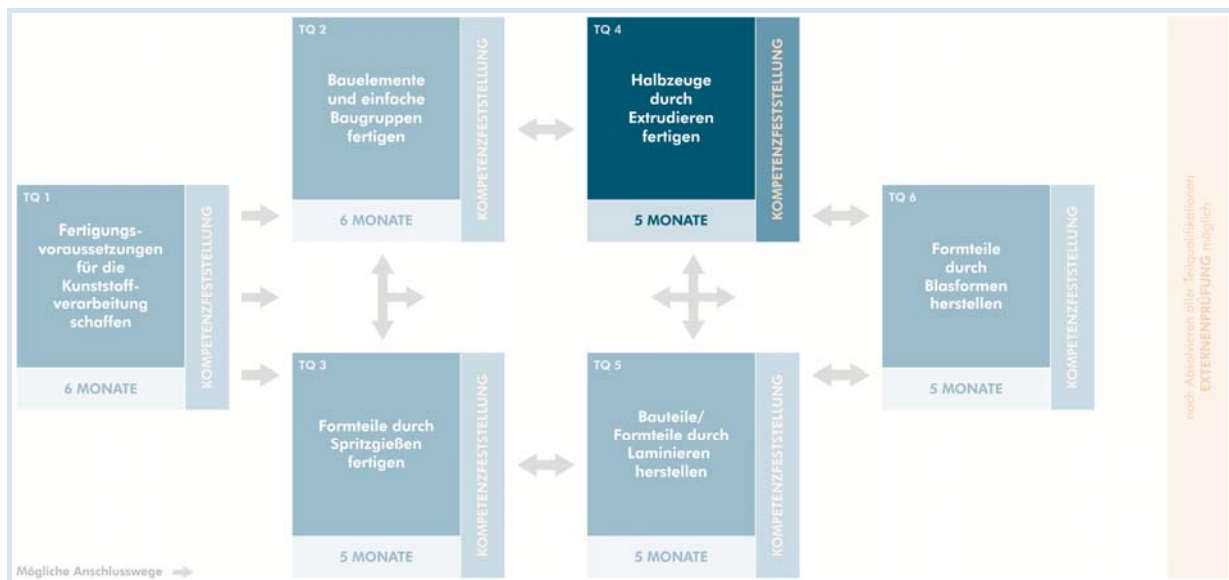 TQ 1
Fertigungs-
voraussetzungen
für die
Kunststoff-
verarbeitung
schaffen
6 MONATE
KOMPETENZFESTSTELLUNG
TQ 2
Bauelemente
und einfache
Baugruppen
fertigen
6 MONATE
KOMPETENZFESTSTELLUNG
TQ 3
Formteile durch
Spritzgießen
fertigen
5 MONATE
KOMPETENZFESTSTELLUNG
TQ 4
Halbzeuge
durch
Extrudieren
fertigen
5 MONATE
KOMPETENZFESTSTELLUNG
TQ 5
Bauteile/
Formteile durch
Laminieren
herstellen
5 MONATE
KOMPETENZFESTSTELLUNG
TQ 6
Formteile
durch
Blasformen
herstellen
5 MONATE
KOMPETENZFESTSTELLUNG
nach Absolvieren aller Teilqualifikationen
EXTERNENPRÜFUNG möglich
Mögliche Anschlusswege